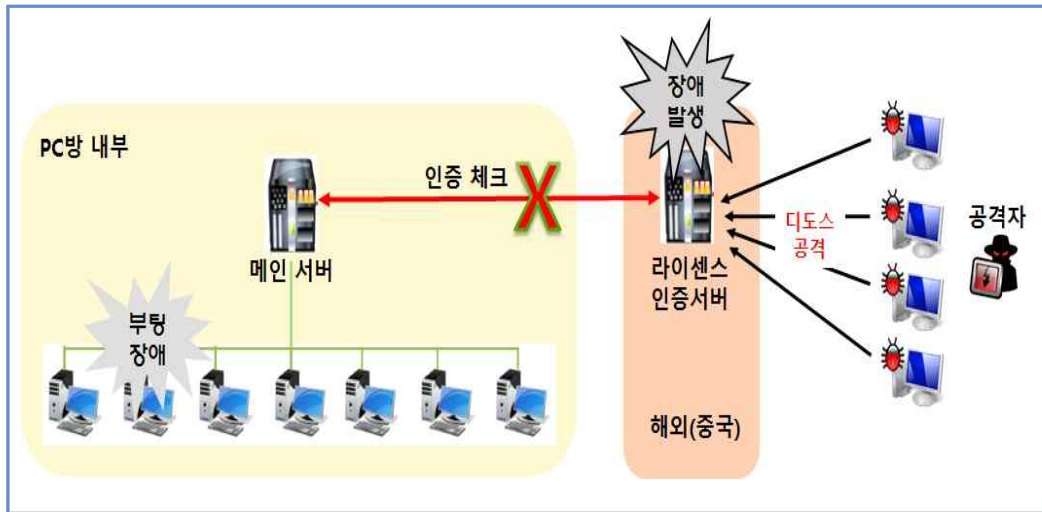 장애
발생
PC방 내부
인증 체크
X
메인 서버
라이센스
인증서버
디도스
공격
공격자
부팅
장애
해외(중국)